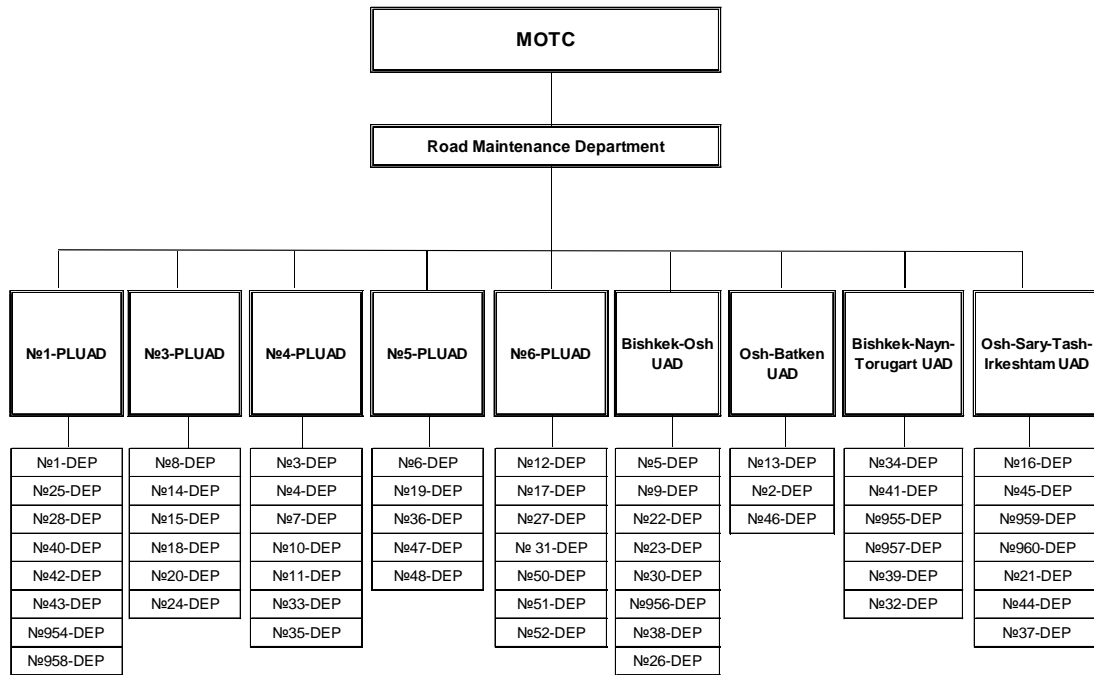 MOTC
Road Maintenance Department
№1-PLUAD
№3-PLUAD
№4-PLUAD
№5-PLUAD
№6-PLUAD
Bishkek-Osh
UAD
Osh-Batken
UAD
Bishkek-Nayn-
Torugart UAD
Osh-Sary-Tash-
Irkeshtam UAD
№1-DEP
№25-DEP
№28-DEP
№40-DEP
№42-DEP
№43-DEP
№954-DEP
№958-DEP
№8-DEP
№14-DEP
№15-DEP
№18-DEP
№20-DEP
№24-DEP
№3-DEP
№4-DEP
№7-DEP
№10-DEP
№11-DEP
№33-DEP
№35-DEP
№6-DEP
№19-DEP
№36-DEP
№47-DEP
№48-DEP
№12-DEP
№17-DEP
№27-DEP
№ 31-DEP
№50-DEP
№51-DEP
№52-DEP
№5-DEP
№9-DEP
№22-DEP
№23-DEP
№30-DEP
№956-DEP
№38-DEP
№26-DEP
№13-DEP
№2-DEP
№46-DEP
№34-DEP
№41-DEP
№955-DEP
№957-DEP
№39-DEP
№32-DEP
№16-DEP
№45-DEP
№959-DEP
№960-DEP
№21-DEP
№44-DEP
№37-DEP